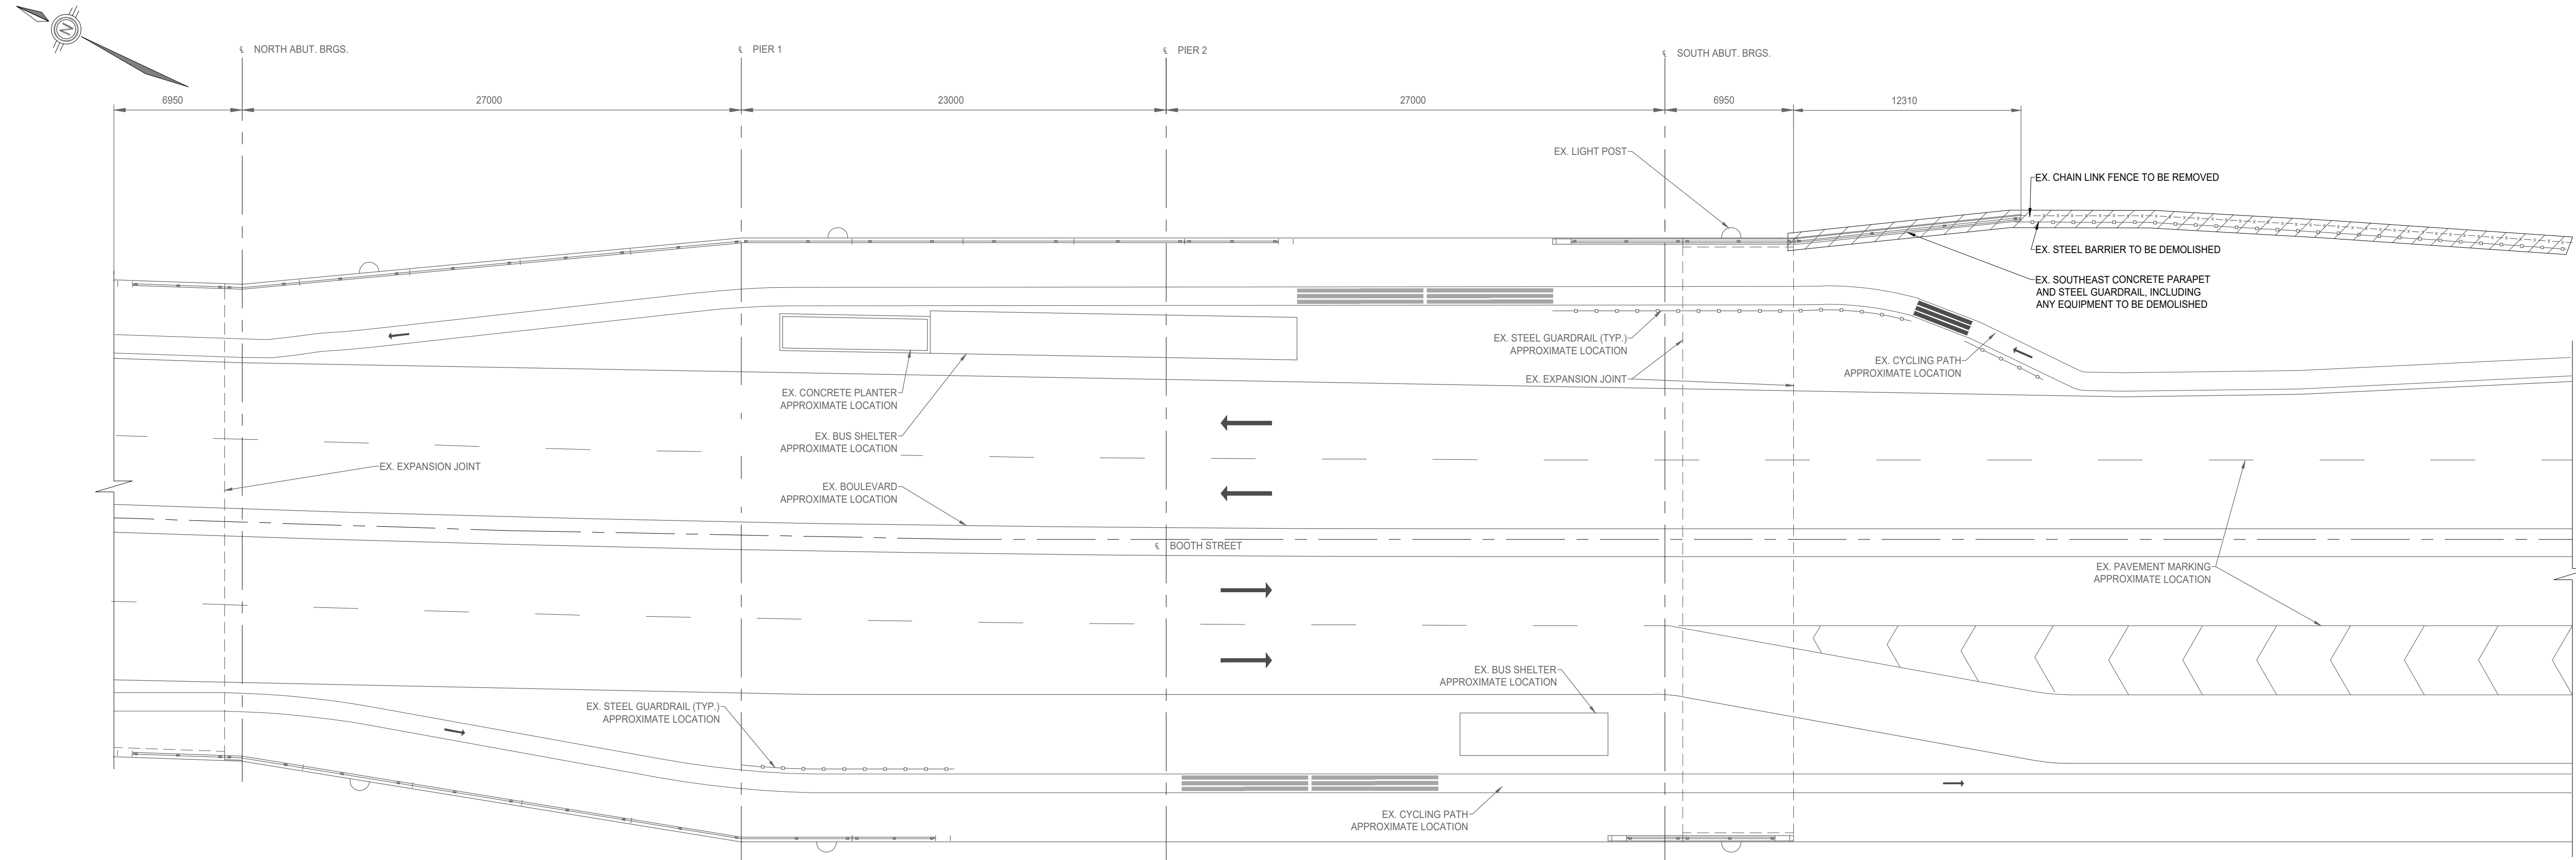 N
℄ NORTH ABUT. BRGS.
℄ PIER 1
℄ PIER 2
℄ SOUTH ABUT. BRGS.
6950
27000
23000
27000
6950
12310
EX. LIGHT POST
EX. CHAIN LINK FENCE TO BE REMOVED
EX. STEEL BARRIER TO BE DEMOLISHED
EX. SOUTHEAST CONCRETE PARAPET
AND STEEL GUARDRAIL, INCLUDING
ANY EQUIPMENT TO BE DEMOLISHED
EX. STEEL GUARDRAIL (TYP.)
APPROXIMATE LOCATION
EX. CYCLING PATH
APPROXIMATE LOCATION
EX. EXPANSION JOINT
EX. CONCRETE PLANTER
APPROXIMATE LOCATION
EX. BUS SHELTER
APPROXIMATE LOCATION
EX. EXPANSION JOINT
EX. BOULEVARD
APPROXIMATE LOCATION
℄ BOOTH STREET
EX. PAVEMENT MARKING
APPROXIMATE LOCATION
EX. BUS SHELTER
APPROXIMATE LOCATION
EX. STEEL GUARDRAIL (TYP.)
APPROXIMATE LOCATION
EX. CYCLING PATH
APPROXIMATE LOCATION